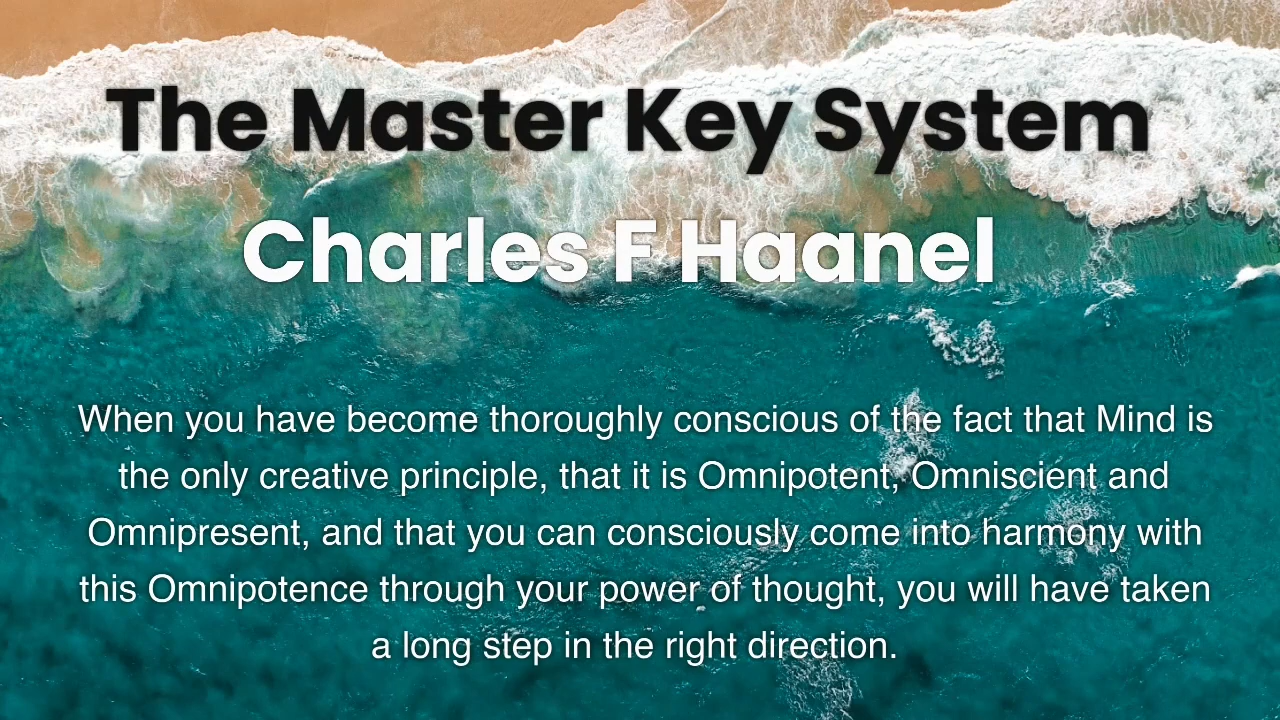 The Master Key System
Charles F Haanel
When you have become thoroughly conscious of the fact that Mind is
the only creative principle, that it is Omnipotent, Omniscient and
Omnipresent, and that you can consciously come into harmony with
this Omnipotence through your power of thought, you will have taken
a long step in the right direction.